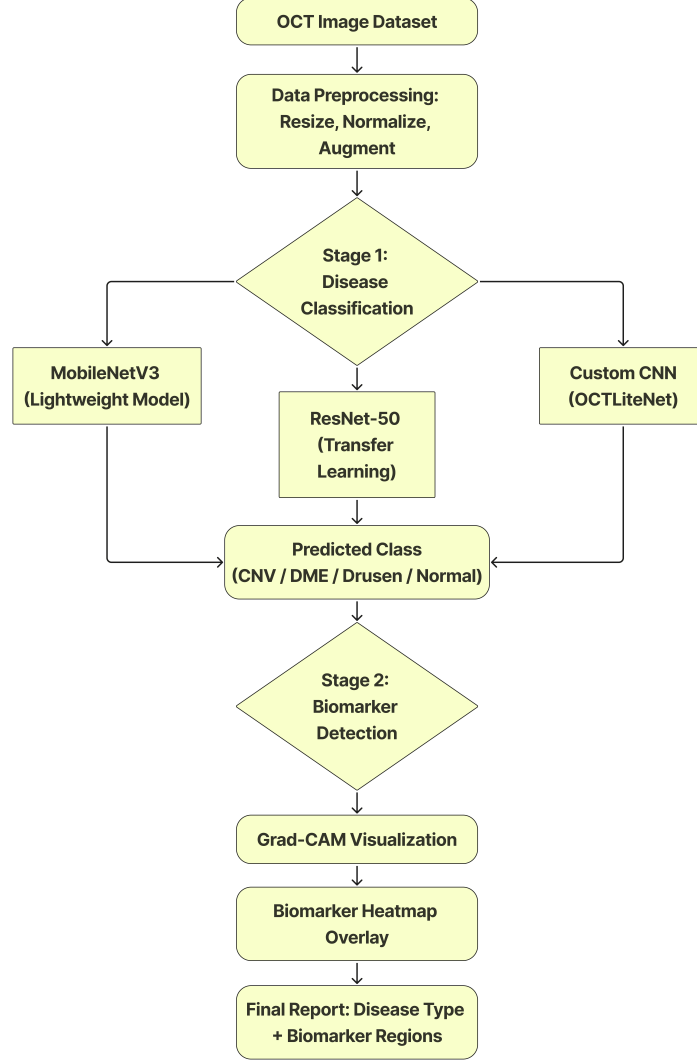 OCT Image Dataset
Data Preprocessing:
Resize, Normalize,
Augment
Stage 1:
Disease
Classification
MobileNetV3
(Lightweight Model)
ResNet-50
(Transfer
Learning)
Custom CNN
(OCTLiteNet)
Predicted Class
(CNV / DME / Drusen / Normal)
Stage 2:
Biomarker
Detection
Grad-CAM Visualization
Biomarker Heatmap
Overlay
Final Report: Disease Type
+ Biomarker Regions